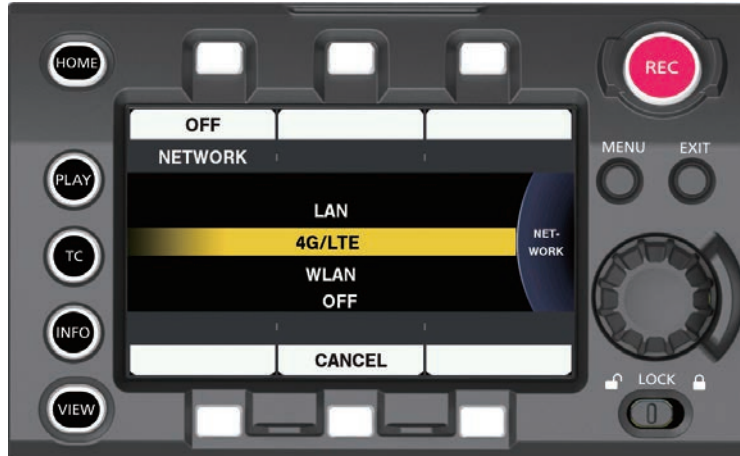 HOME
REC
OFF
NETWORK
MENU EXIT
PLAY
LAN
4G/LTE
NET-
WORK
TC
WLAN
OFF
INFO
CANCEL
LOCK
VIEW
0